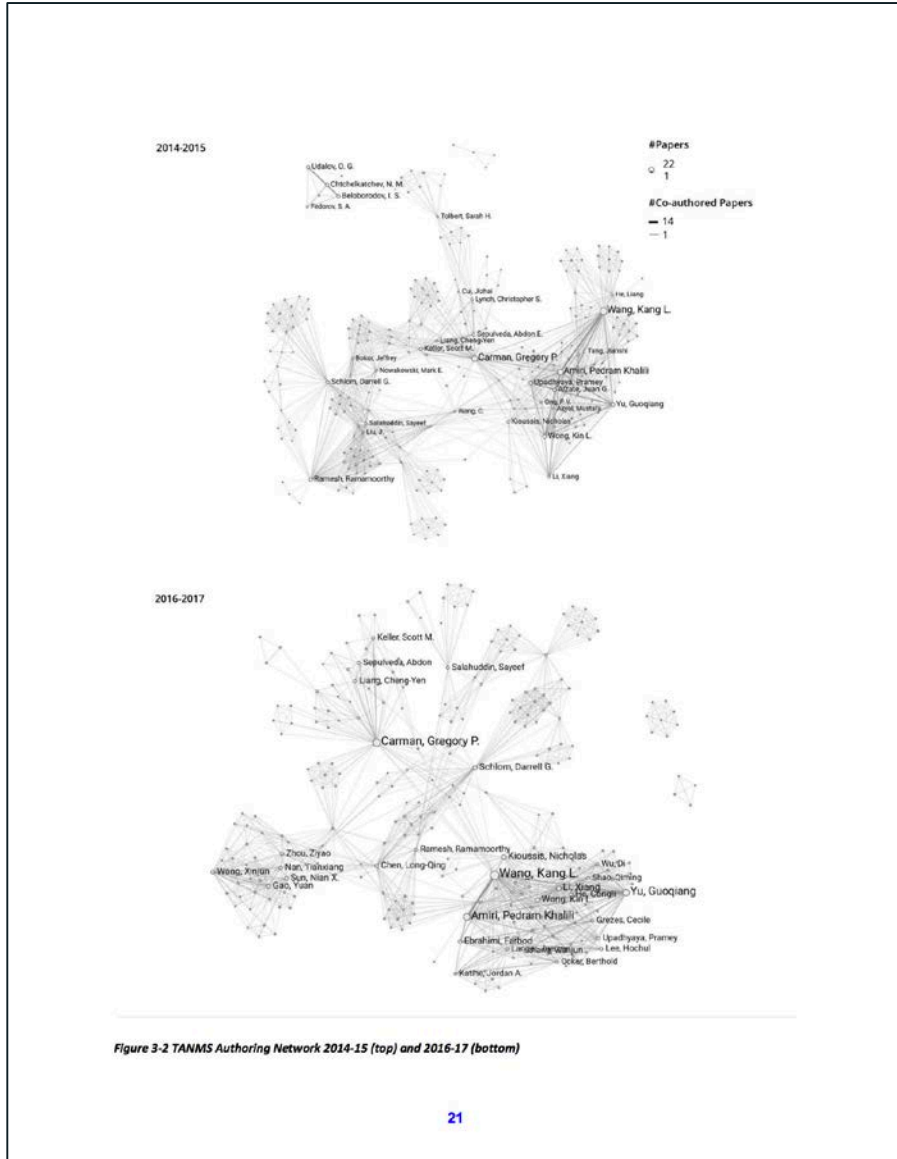 2014-2015
#Papers
22
1
#Co-authored Papers
14
1
Udalov, O. G.
Chtchelkatchev, N. M.
Beloborodov, I. S.
Fedorov, S. A.
Tolbert, Sarah H.
Cui, Jizhai
Lynch, Christopher S.
He, Liang
Wang, Kang L.
Sepulveda, Abdon E.
Liang, Cheng-Yen
Keller, Scott M.
Carman, Gregory P.
Tang, Jianshi
Bokor, Jeffrey
Nowakowski, Mark E.
Amiri, Pedram Khalili
Schlom, Darrell G.
Upadhyaya, Pramey
Alzate, Juan G.
Ong, P. V.
Yu, Guoqiang
Kioussis, Nicholas
Salahuddin, Sayeef
Liu, J.
Wong, Kin L.
Ramesh, Ramamoorthy
Li, Xiang
2016-2017
Keller, Scott M.
Sepulveda, Abdon
Salahuddin, Sayeef
Liang, Cheng-Yen
Carman, Gregory P.
Schlom, Darrell G.
Ramesh, Ramamoorthy
Zhou, Ziyao
Kioussis, Nicholas
Chen, Long-Qing
Wu, Di
Nan, Tianxiang
Wang, Kang L.
Shao, Qiming
Sun, Nian X.
Gao, Yuan
Li, Xiang
Yu, Guoqiang
Wong, Kin L.
Amiri, Pedram Khalili
Grezes, Cecile
Ebrahimi, Farbod
Upadhyaya, Pramey
Lee, Hochul
Ocker, Berthold
Katine, Jordan A.
Figure 3-2 TANMS Authoring Network 2014-15 (top) and 2016-17 (bottom)
21